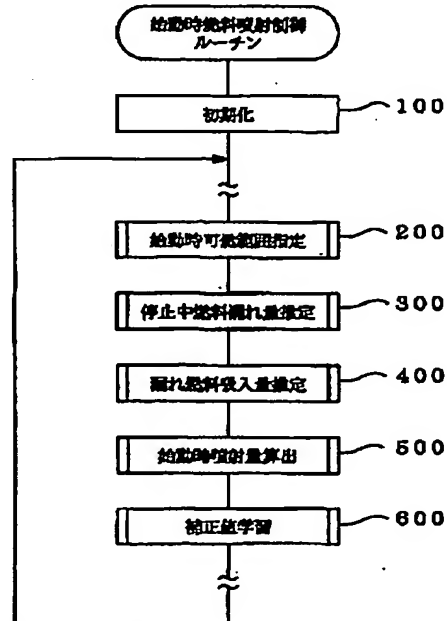 始動時燃料噴射制御
ルーチン
初期化
100
始動時可能範囲指定
200
停止中燃料漏れ量推定
300
漏れ燃料吸入量推定
400
始動時噴射量算出
500
補正値学習
600